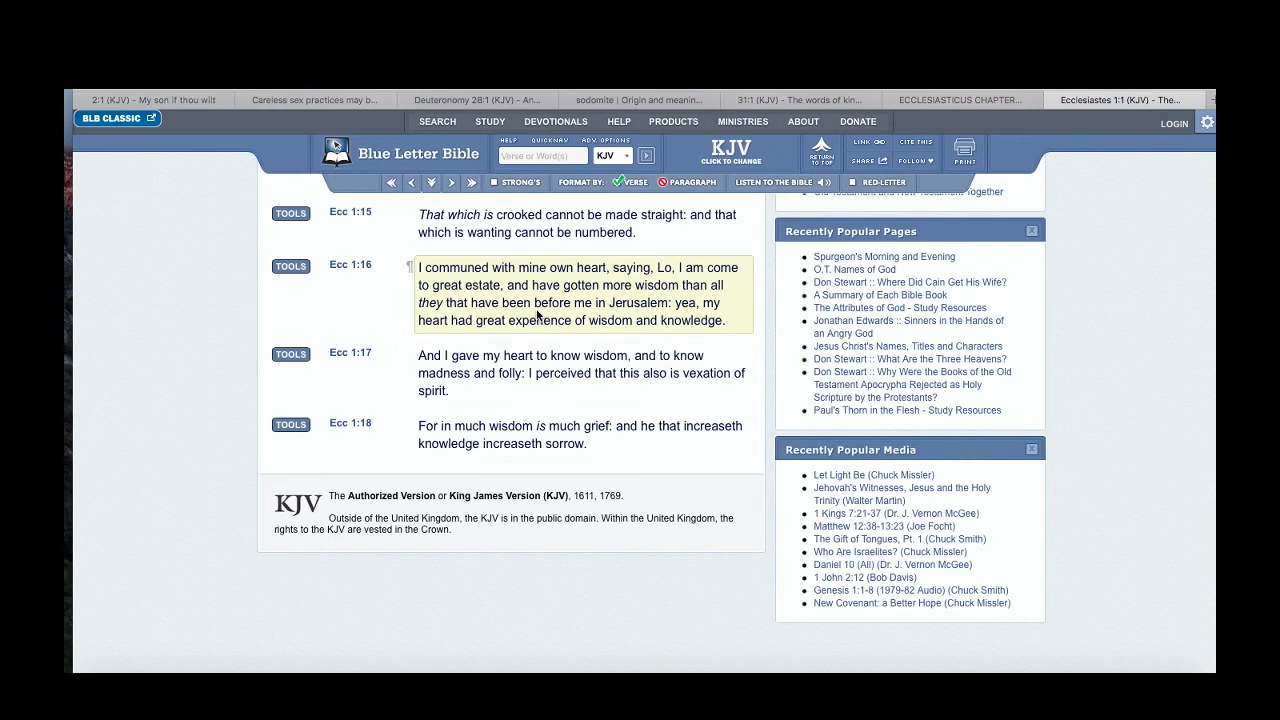 2:1 (KJV) - My son if thou wilt
Careless sex practices may b...
Deuteronomy 28:1 (KJV) - An...
sodomite | Origin and meanin...
31:1 (KJV) - The words of kin...
ECCLESIASTICUS CHAPTER...
Ecclesiastes 1:1 (KJV) - The...
BLB CLASSIC
SEARCH STUDY DEVOTIONALS HELP PRODUCTS MINISTRIES ABOUT DONATE
LOGIN
Blue Letter Bible
HELP QUICKNAV ADV. OPTIONS
Verse or Word(s) KJV
KJV
CLICK TO CHANGE
RETURN
TO TOP
LINK CITE THIS
SHARE FOLLOW
PRINT
STRONG'S FORMAT BY: VERSE PARAGRAPH LISTEN TO THE BIBLE RED-LETTER
TOOLS Ecc 1:15 That which is crooked cannot be made straight: and that
which is wanting cannot be numbered.
TOOLS Ecc 1:16 ¶ I communed with mine own heart, saying, Lo, I am come
to great estate, and have gotten more wisdom than all
they that have been before me in Jerusalem: yea, my
heart had great experience of wisdom and knowledge.
TOOLS Ecc 1:17 And I gave my heart to know wisdom, and to know
madness and folly: I perceived that this also is vexation of
spirit.
TOOLS Ecc 1:18 For in much wisdom is much grief: and he that increaseth
knowledge increaseth sorrow.
KJV The Authorized Version or King James Version (KJV), 1611, 1769.
Outside of the United Kingdom, the KJV is in the public domain. Within the United Kingdom, the
rights to the KJV are vested in the Crown.
Together
Recently Popular Pages
Spurgeon's Morning and Evening
O.T. Names of God
Don Stewart :: Where Did Cain Get His Wife?
A Summary of Each Bible Book
The Attributes of God - Study Resources
Jonathan Edwards :: Sinners in the Hands of
an Angry God
Jesus Christ's Names, Titles and Characters
Don Stewart :: What Are the Three Heavens?
Don Stewart :: Why Were the Books of the Old
Testament Apocrypha Rejected as Holy
Scripture by the Protestants?
Paul's Thorn in the Flesh - Study Resources
Recently Popular Media
Let Light Be (Chuck Missler)
Jehovah's Witnesses, Jesus and the Holy
Trinity (Walter Martin)
1 Kings 7:21-37 (Dr. J. Vernon McGee)
Matthew 12:38-13:23 (Joe Focht)
The Gift of Tongues, Pt. 1 (Chuck Smith)
Who Are Israelites? (Chuck Missler)
Daniel 10 (All) (Dr. J. Vernon McGee)
1 John 2:12 (Bob Davis)
Genesis 1:1-8 (1979-82 Audio) (Chuck Smith)
New Covenant: a Better Hope (Chuck Missler)